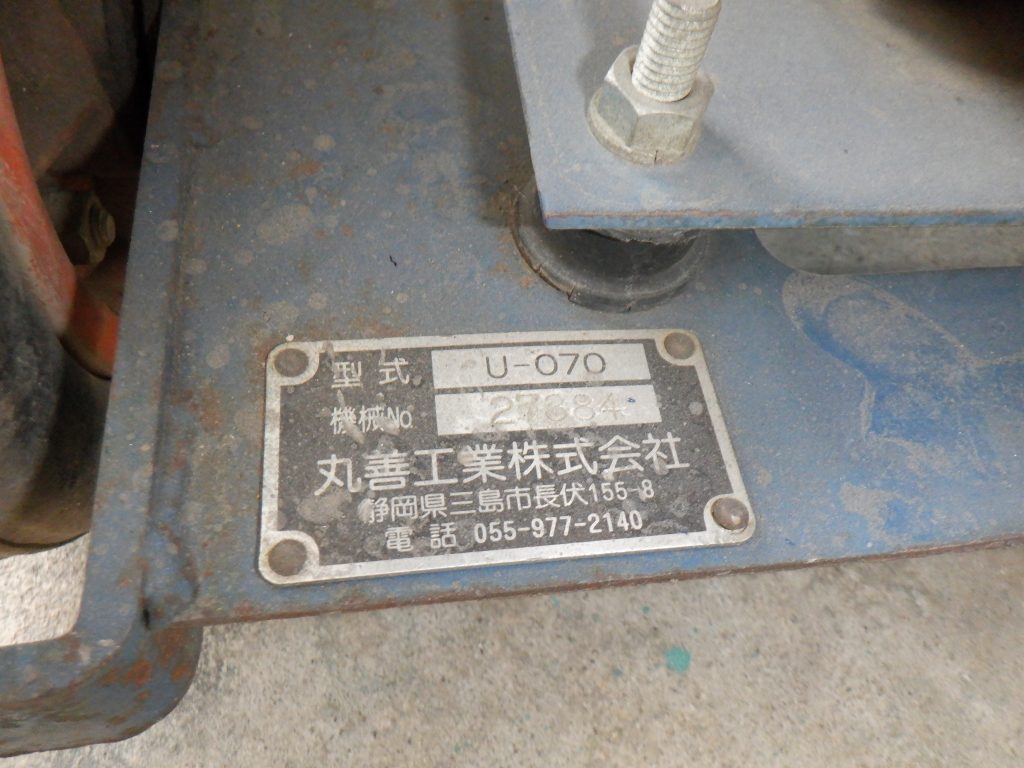 型式 U-070
機械No 27684
丸善工業株式会社
静岡県三島市長伏155-8
電話 055-977-2140